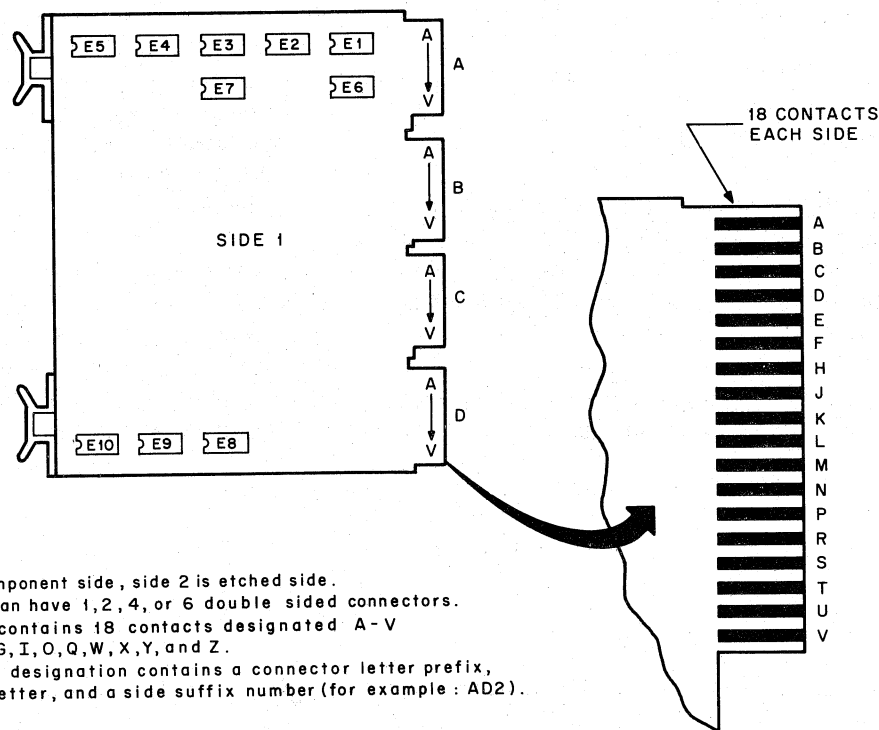 E5 E4 E3 E2 E1
E7 E6
A
V
A
A
V
B
SIDE 1
A
V
C
A
V
D
E10 E9 E8
18 CONTACTS
EACH SIDE
A
B
C
D
E
F
H
J
K
L
M
N
P
R
S
T
U
V
mponent side, side 2 is etched side.
an have 1,2,4, or 6 double sided connectors.
contains 18 contacts designated A-V
G,I,O,Q,W,X,Y, and Z.
designation contains a connector letter prefix,
etter, and a side suffix number (for example : AD2).